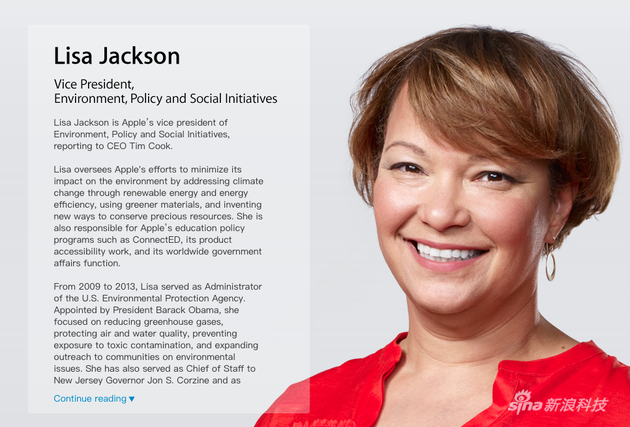 Lisa Jackson
Vice President,
Environment, Policy and Social Initiatives
Lisa Jackson is Apple's vice president of
Environment, Policy and Social Initiatives,
reporting to CEO Tim Cook.
Lisa oversees Apple's efforts to minimize its
impact on the environment by addressing climate
change through renewable energy and energy
efficiency, using greener materials, and inventing
new ways to conserve precious resources. She is
also responsible for Apple's education policy
programs such as ConnectED, its product
accessibility work, and its worldwide government
affairs function.
From 2009 to 2013, Lisa served as Administrator
of the U.S. Environmental Protection Agency.
Appointed by President Barack Obama, she
focused on reducing greenhouse gases,
protecting air and water quality, preventing
exposure to toxic contamination, and expanding
outreach to communities on environmental
issues. She has also served as Chief of Staff to
New Jersey Governor Jon S. Corzine and as
Continue reading ▼
sina 新浪科技